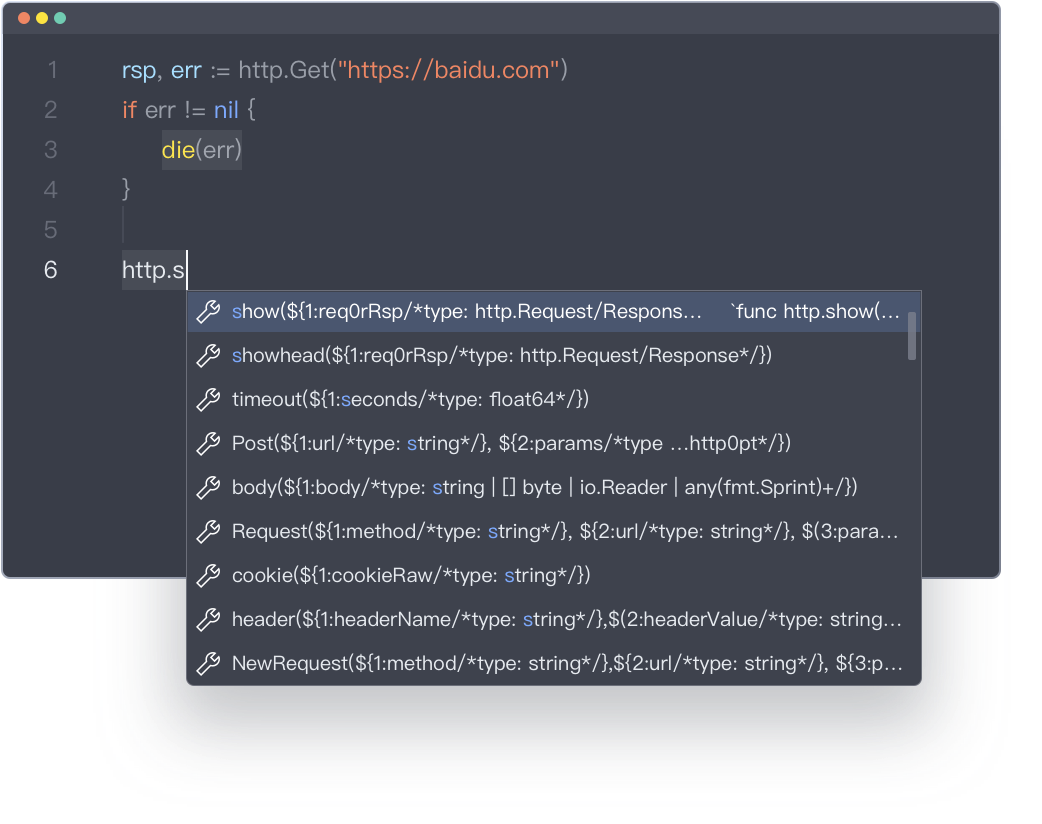 1 rsp, err := http.Get("https://baidu.com")
2 if err != nil {
3 die(err)
4 }
5
6 http.s
show(${1:req0rRsp/*type: http.Request/Respons… `func http.show(…
showhead(${1:req0rRsp/*type: http.Request/Response*/})
timeout(${1:seconds/*type: float64*/})
Post(${1:url/*type: string*/}, ${2:params/*type …http0pt*/})
body(${1:body/*type: string | [] byte | io.Reader | any(fmt.Sprint)+/})
Request(${1:method/*type: string*/}, ${2:url/*type: string*/}, $(3:para…
cookie(${1:cookieRaw/*type: string*/})
header(${1:headerName/*type: string*/},$(2:headerValue/*type: string…
NewRequest(${1:method/*type: string*/},${2:url/*type: string*/}, ${3:p…